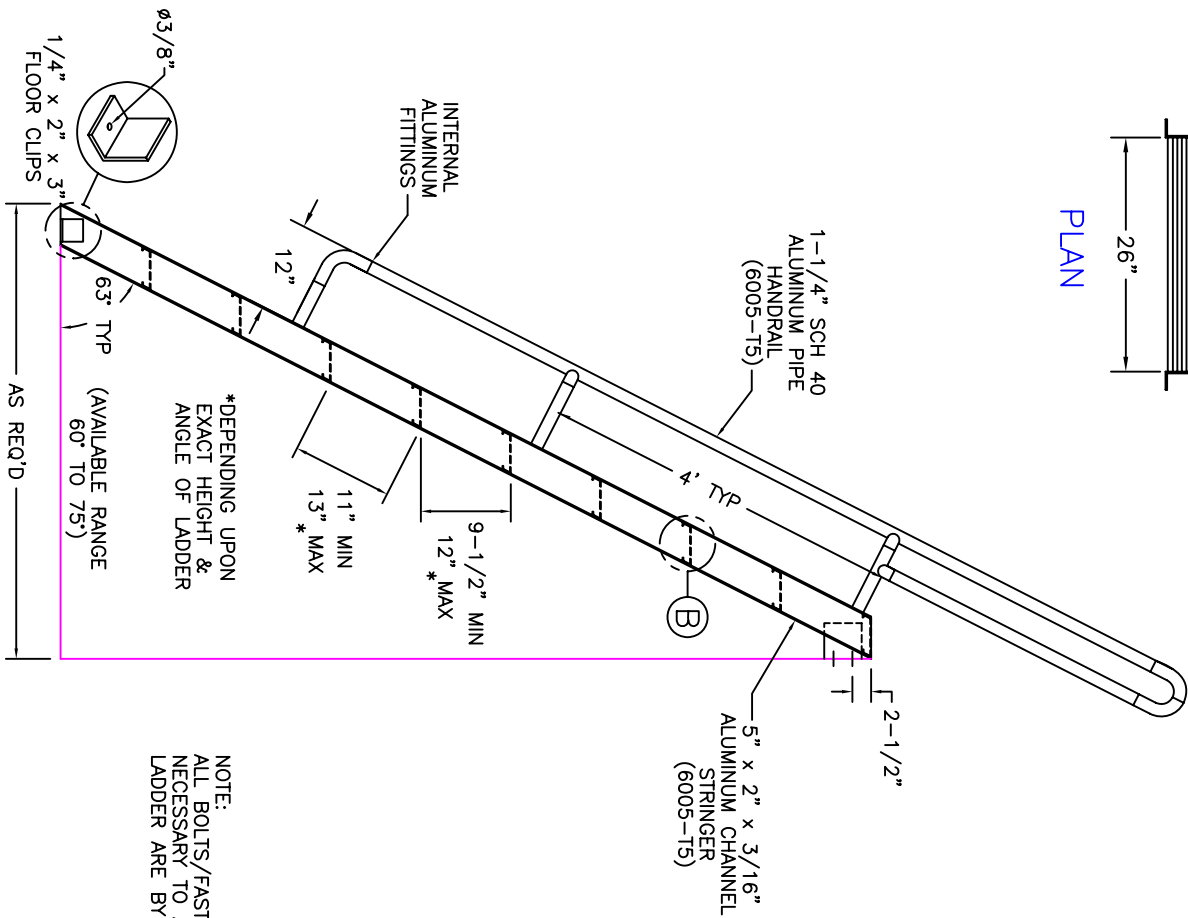 26"
PLAN
1-1/4" SCH 40
ALUMINUM PIPE
HANDRAIL
(6005-T5)
INTERNAL
ALUMINUM
FITTINGS
ø3/8"
1/4" x 2" x 3"
FLOOR CLIPS
12"
4' TYP
2-1/2"
5" x 2" x 3/16"
ALUMINUM CHANNEL
STRINGER
(6005-T5)
B
9-1/2" MIN
12" MAX
*
11" MIN
13" MAX
*
63° TYP
(AVAILABLE RANGE
60° TO 75°)
*DEPENDING UPON
EXACT HEIGHT &
ANGLE OF LADDER
AS REQ'D
NOTE:
ALL BOLTS/FAST
NECESSARY TO
LADDER ARE BY